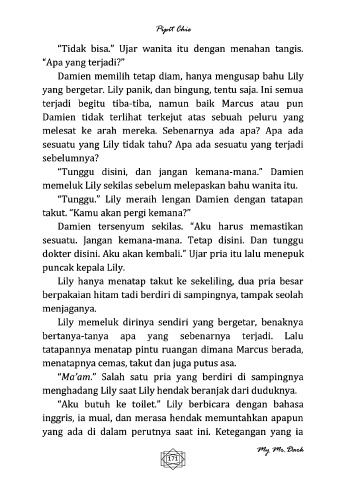 Pipit Chie
“Tidak bisa.” Ujar wanita itu dengan menahan tangis.
“Apa yang terjadi?”
Damien memilih tetap diam, hanya mengusap bahu Lily
yang bergetar. Lily panik, dan bingung, tentu saja. Ini semua
terjadi begitu tiba-tiba, namun baik Marcus atau pun
Damien tidak terlihat terkejut atas sebuah peluru yang
melesat ke arah mereka. Sebenarnya ada apa? Apa ada
sesuatu yang Lily tidak tahu? Apa ada sesuatu yang terjadi
sebelumnya?
“Tunggu disini, dan jangan kemana-mana.” Damien
memeluk Lily sekilas sebelum melepaskan bahu wanita itu.
“Tunggu.” Lily meraih lengan Damien dengan tatapan
takut. “Kamu akan pergi kemana?”
Damien tersenyum sekilas. “Aku harus memastikan
sesuatu. Jangan kemana-mana. Tetap disini. Dan tunggu
dokter disini. Aku akan kembali.” Ujar pria itu lalu menepuk
puncak kepala Lily.
Lily hanya menatap takut ke sekeliling, dua pria besar
berpakaian hitam tadi berdiri di sampingnya, tampak seolah
menjaganya.
Lily memeluk dirinya sendiri yang bergetar, benaknya
bertanya-tanya apa yang sebenarnya terjadi. Lalu
tatapannya menatap pintu ruangan dimana Marcus berada,
menatapnya cemas, takut dan juga putus asa.
“Ma’am.” Salah satu pria yang berdiri di sampingnya
menghadang Lily saat Lily hendak beranjak dari duduknya.
“Aku butuh ke toilet.” Lily berbicara dengan bahasa
inggris, ia mual, dan merasa hendak memuntahkan apapun
yang ada di dalam perutnya saat ini. Ketegangan yang ia
My Mr. Dark
171